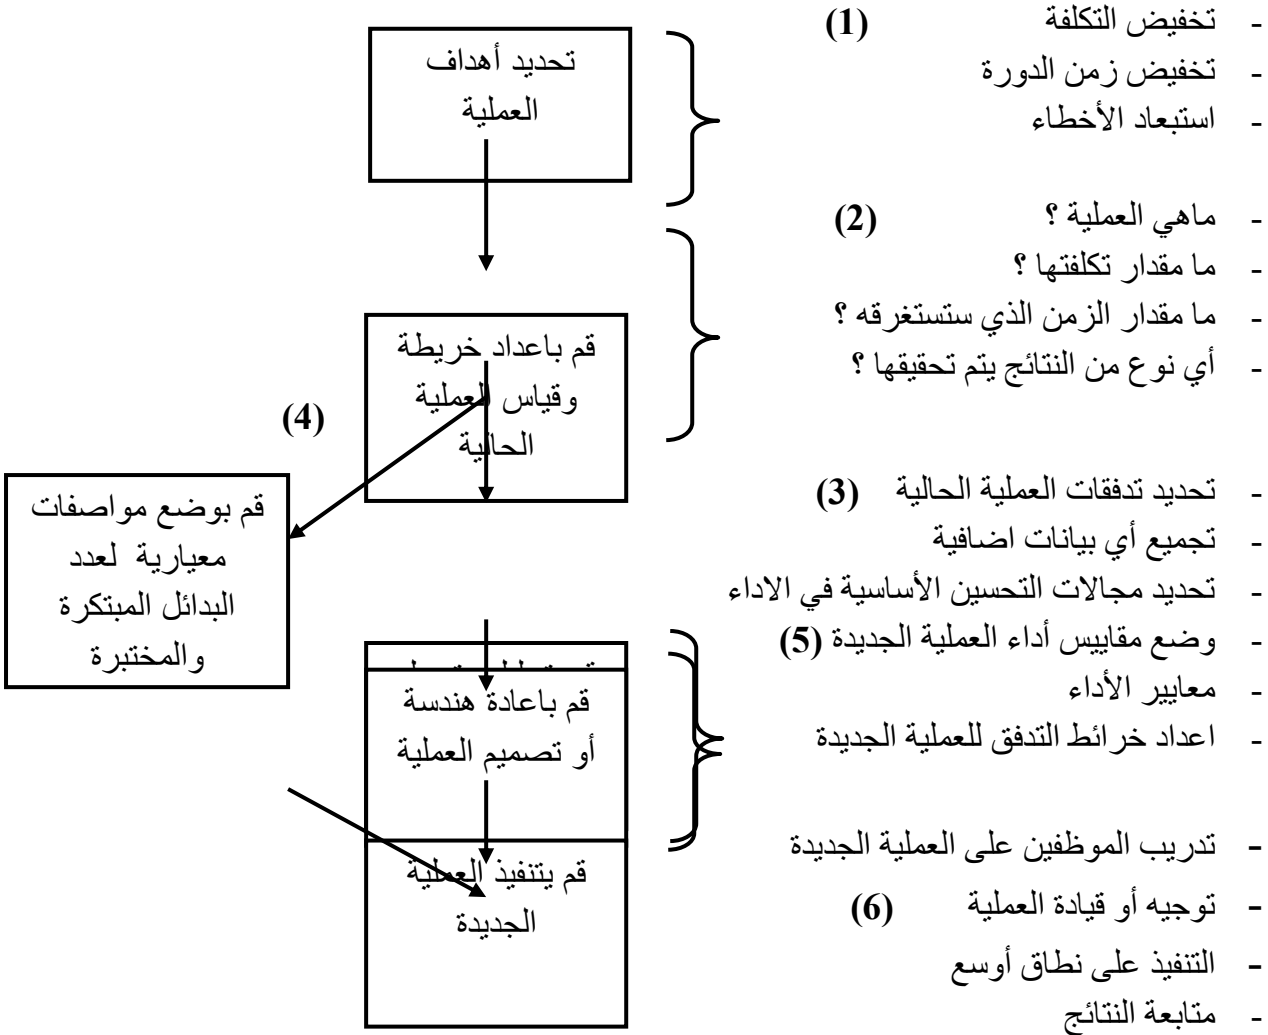 - تخفيض التكلفة (1)
- تخفيض زمن الدورة
- استبعاد الأخطاء
تحديد أهداف
العملية
- ماهي العملية ؟ (2)
- ما مقدار تكلفتها ؟
- ما مقدار الزمن الذي ستستغرقه ؟
- أي نوع من النتائج يتم تحقيقها ؟
قم باعداد خريطة
وقياس العملية
الحالية
(4)
قم بوضع مواصفات
معيارية لعدد
البدائل المبتكرة
والمختبرة
- تحديد تدفقات العملية الحالية (3)
- تجميع أي بيانات اضافية
- تحديد مجالات التحسين الأساسية في الاداء
- وضع مقاييس أداء العملية الجديدة (5)
- معايير الأداء
- اعداد خرائط التدفق للعملية الجديدة
قم باعادة هندسة
أو تصميم العملية
- تدريب الموظفين على العملية الجديدة
- توجيه أو قيادة العملية (6)
- التنفيذ على نطاق أوسع
- متابعة النتائج
قم يتنفيذ العملية
الجديدة